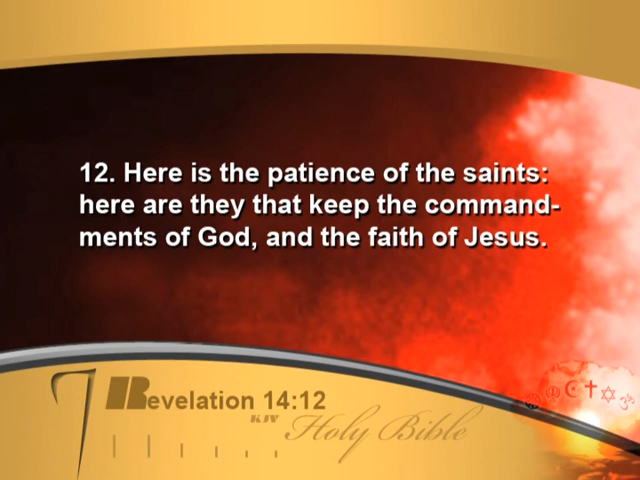 12. Here is the patience of the saints:
here are they that keep the command-
ments of God, and the faith of Jesus.
Revelation 14:12
KJV
Holy Bible